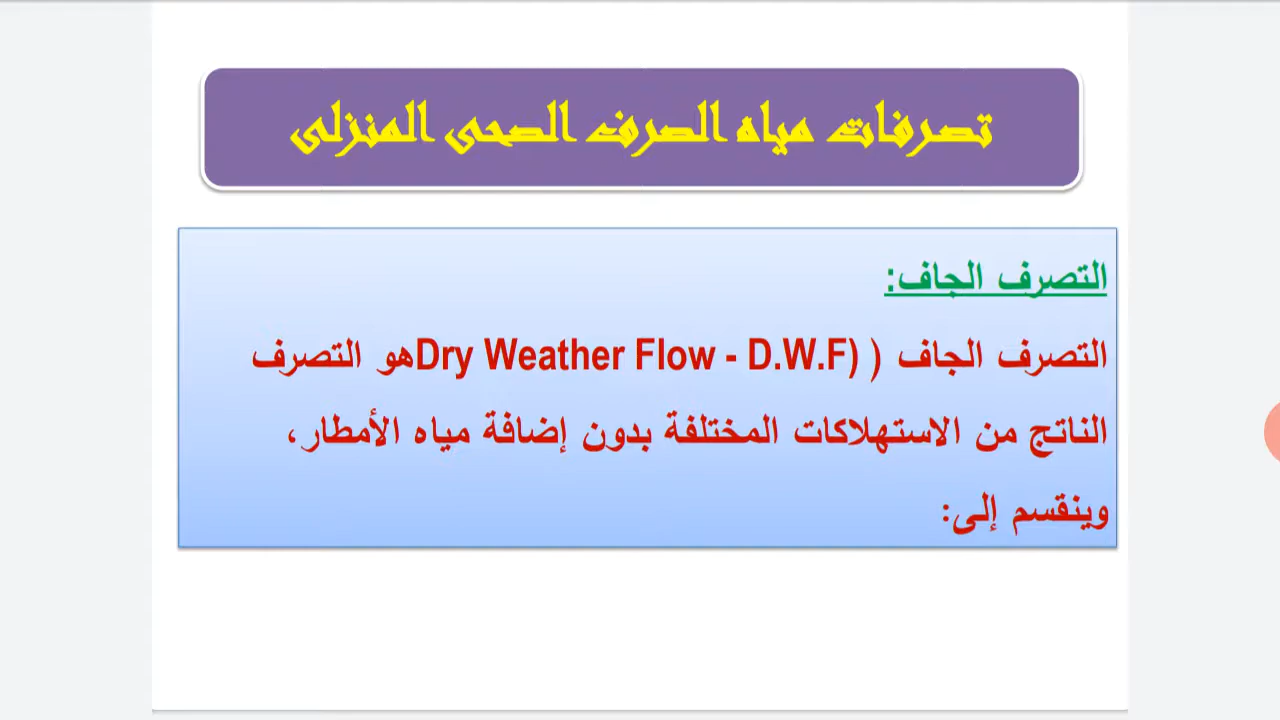 تصرفات مياه الصرف الصحى المنزلى
التصرف الجاف:
التصرف الجاف ( (Dry Weather Flow - D.W.Fهو التصرف
الناتج من الاستهلاكات المختلفة بدون إضافة مياه الأمطار،
وينقسم إلى: